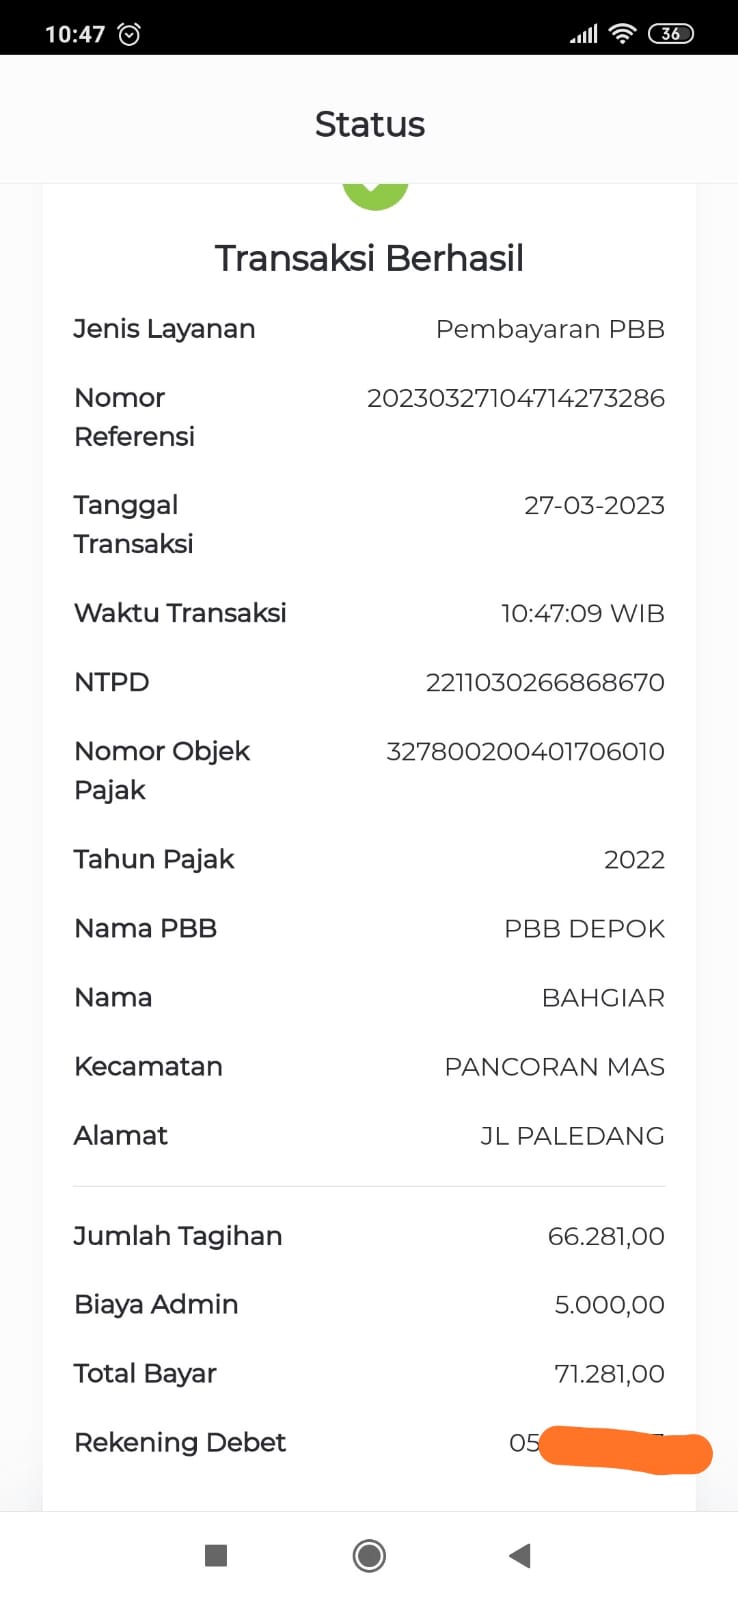 10:47
36
Status
Transaksi Berhasil
Jenis Layanan Pembayaran PBB
Nomor Referensi 20230327104714273286
Tanggal Transaksi 27-03-2023
Waktu Transaksi 10:47:09 WIB
NTPD 2211030266868670
Nomor Objek Pajak 327800200401706010
Tahun Pajak 2022
Nama PBB PBB DEPOK
Nama BAHGIAR
Kecamatan PANCORAN MAS
Alamat JL PALEDANG
Jumlah Tagihan 66.281,00
Biaya Admin 5.000,00
Total Bayar 71.281,00
Rekening Debet 05